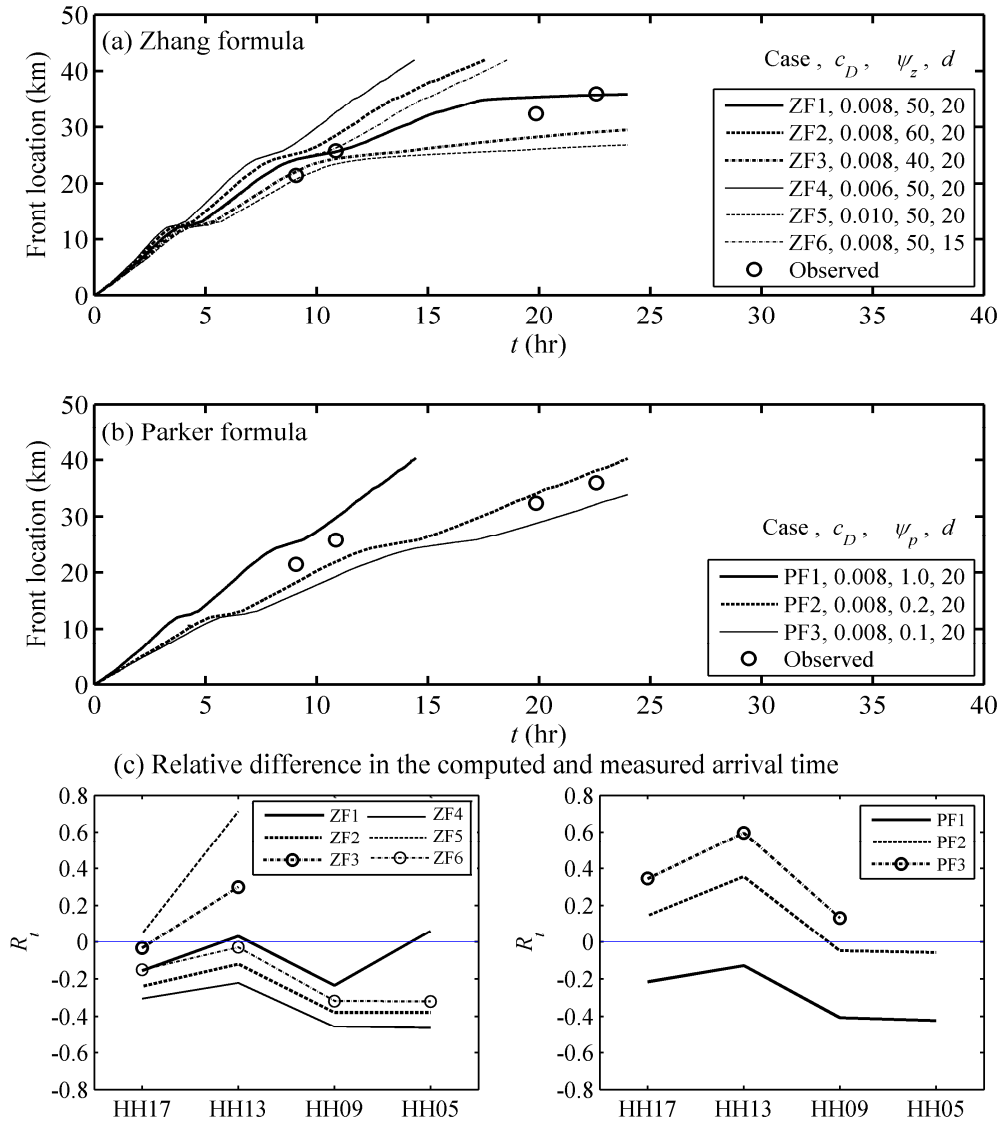 (a) Zhang formula
Front location (km)
50
40
30
20
10
0
0 5 10 15 20 25 30 35 40
t (hr)
Case , c_D , ψ_z , d
ZF1, 0.008, 50, 20
ZF2, 0.008, 60, 20
ZF3, 0.008, 40, 20
ZF4, 0.006, 50, 20
ZF5, 0.010, 50, 20
ZF6, 0.008, 50, 15
Observed
(b) Parker formula
Front location (km)
50
40
30
20
10
0
0 5 10 15 20 25 30 35 40
t (hr)
Case , c_D , ψ_p , d
PF1, 0.008, 1.0, 20
PF2, 0.008, 0.2, 20
PF3, 0.008, 0.1, 20
Observed
(c) Relative difference in the computed and measured arrival time
R_t
0.8
0.6
0.4
0.2
0
-0.2
-0.4
-0.6
-0.8
HH17 HH13 HH09 HH05
ZF1 ZF4
ZF2 ZF5
ZF3 ZF6
R_t
0.8
0.6
0.4
0.2
0
-0.2
-0.4
-0.6
-0.8
HH17 HH13 HH09 HH05
PF1
PF2
PF3